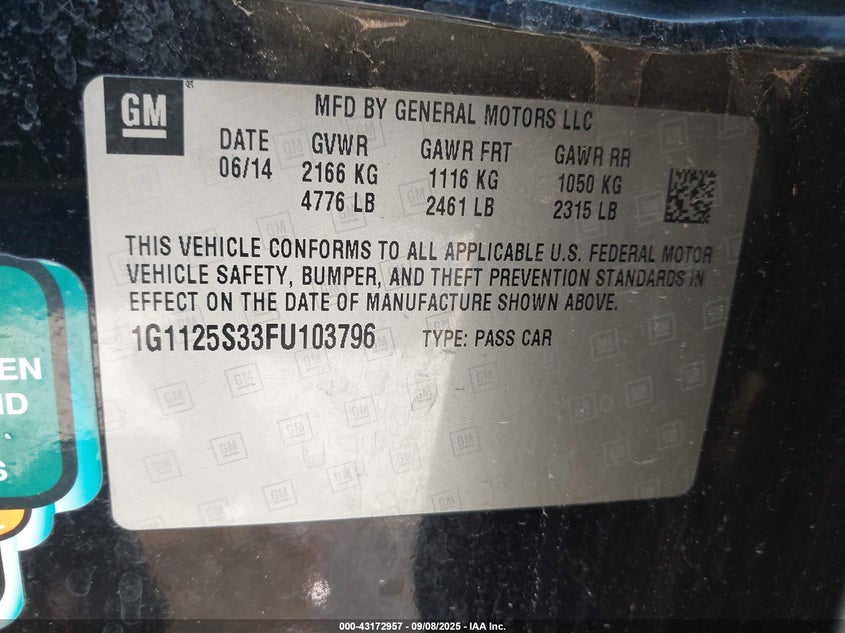 GM
MFD BY GENERAL MOTORS LLC
DATE GVWR GAWR FRT GAWR RR
06/14 2166 KG 1116 KG 1050 KG
4776 LB 2461 LB 2315 LB
THIS VEHICLE CONFORMS TO ALL APPLICABLE U.S. FEDERAL MOTOR
VEHICLE SAFETY, BUMPER, AND THEFT PREVENTION STANDARDS IN
EFFECT ON THE DATE OF MANUFACTURE SHOWN ABOVE.
1G1125S33FU103796 TYPE: PASS CAR
000-43172957 - 09/08/2025 - IAA Inc.